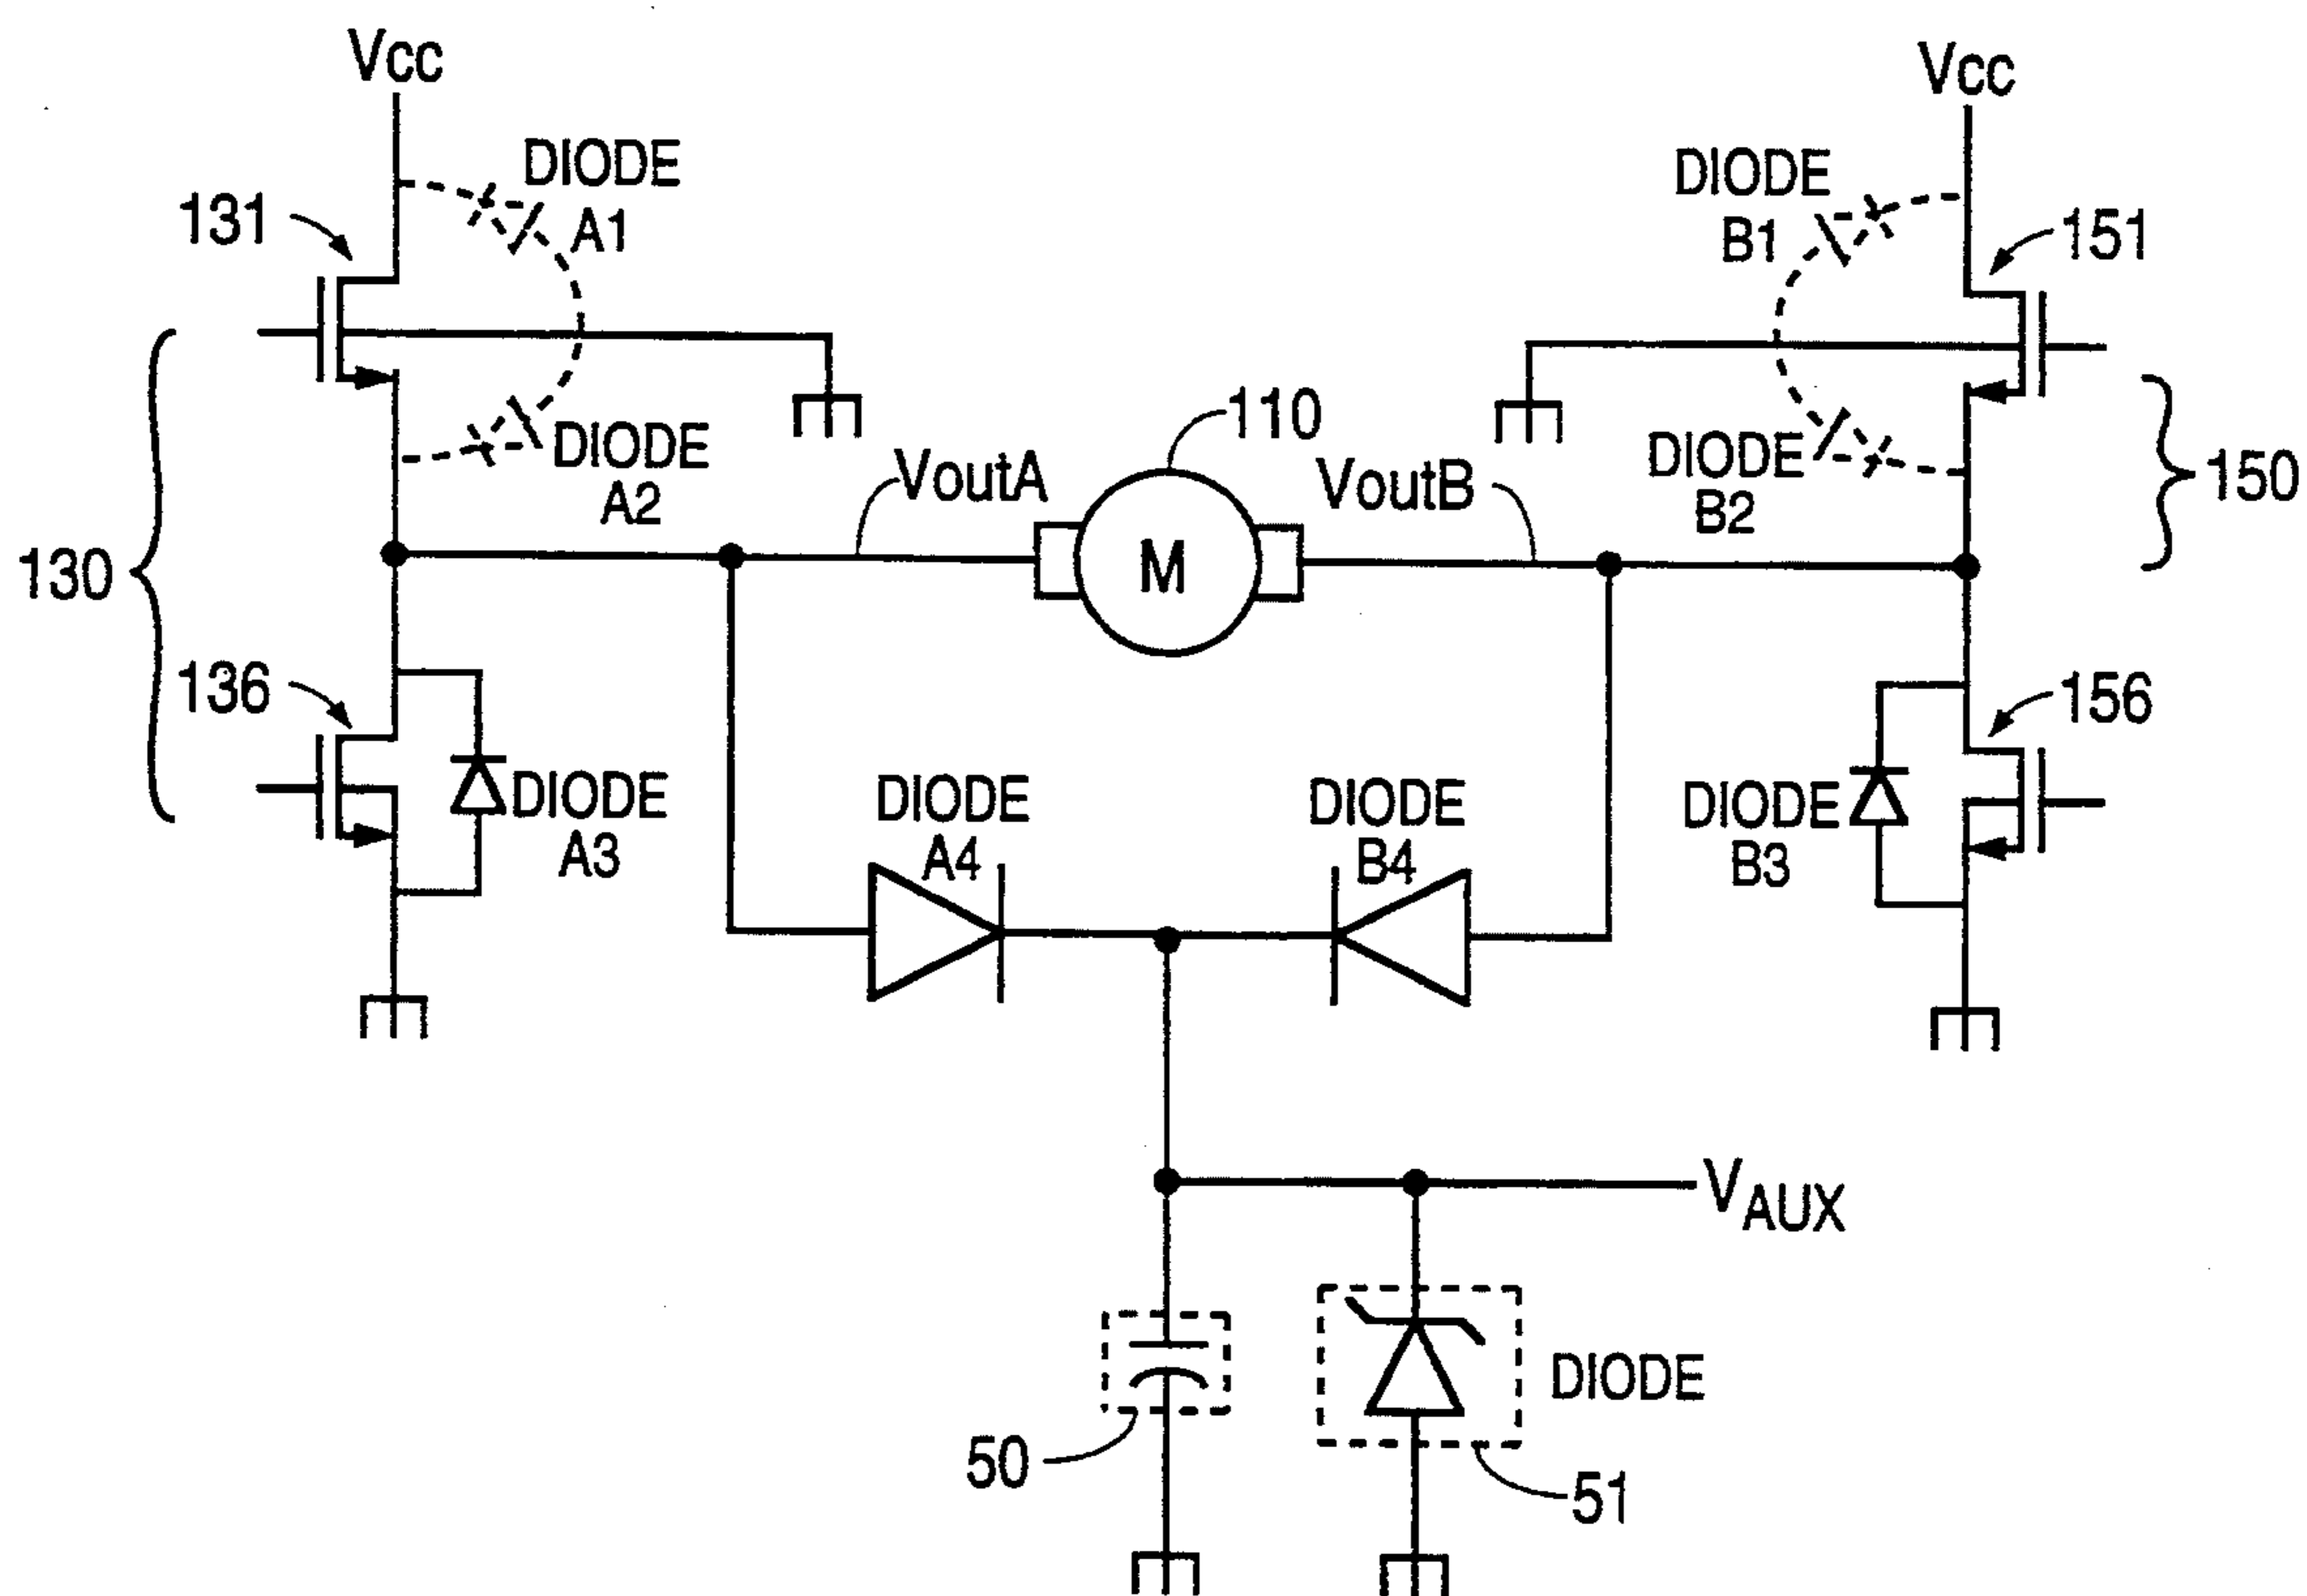 Vcc
Vcc
DIODE
A1
DIODE
B1
131
151
110
DIODE
A2
VoutA
VoutB
DIODE
B2
150
130
M
136
156
DIODE
A3
DIODE
A4
DIODE
B4
DIODE
B3
VAUX
DIODE
50
51